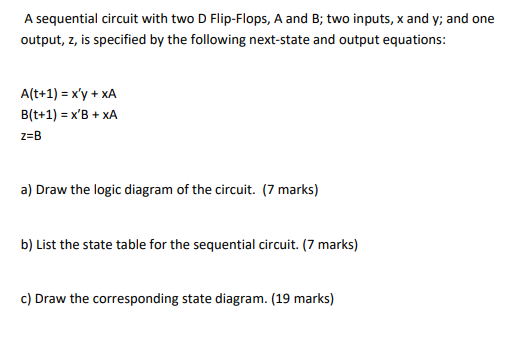 A sequential circuit with two D Flip-Flops, A and B; two inputs, x and y; and one
output, z, is specified by the following next-state and output equations:
A(t+1) = x'y + xA
B(t+1) = x'B + xA
z=B
a) Draw the logic diagram of the circuit. (7 marks)
b) List the state table for the sequential circuit. (7 marks)
c) Draw the corresponding state diagram. (19 marks)